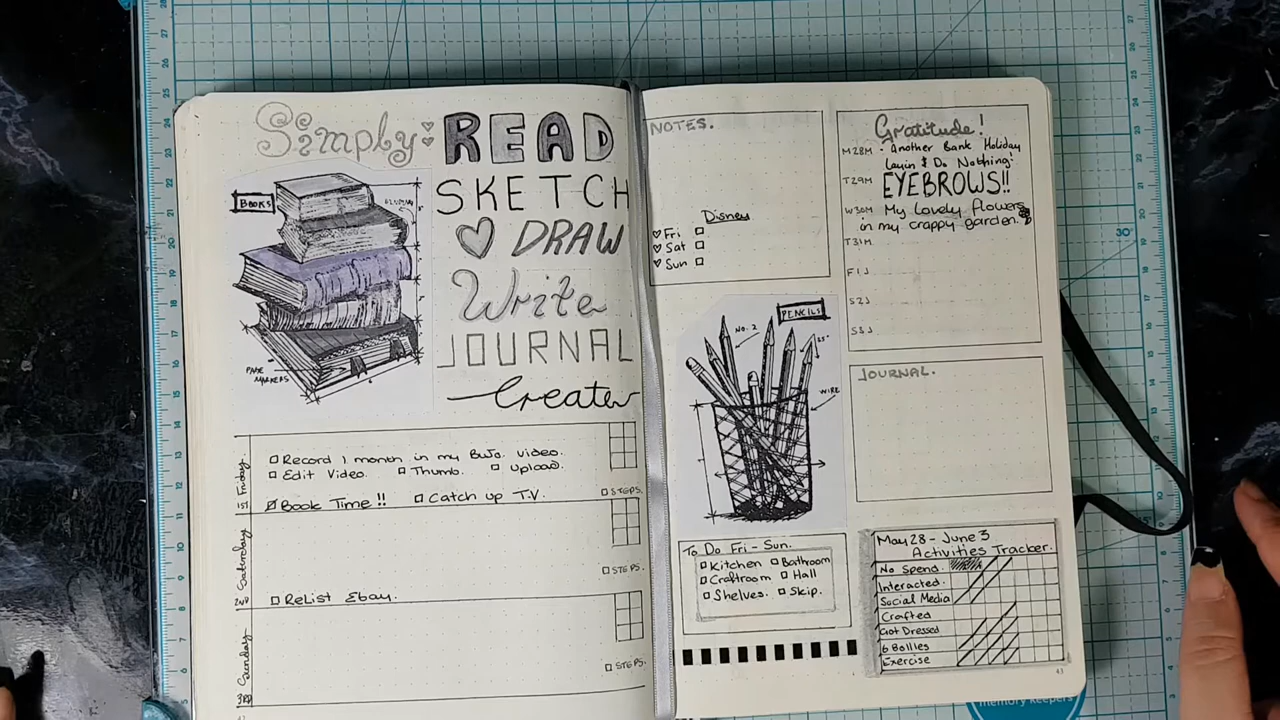 Simply READ
SKETCH
DRAW
Write
JOURNAL
Create
BOOKS
PAGE
MARKERS
1st Friday
Record 1 month in my BuJo video.
Edit Video. Thumb. Upload.
Book Time!! Catch up T.V.
STEPS.
2nd Saturday
STEPS.
3rd Sunday
ReList Ebay.
STEPS.
NOTES.
Disney
Fri
Sat
Sun
PENCILS
NO. 2
WIRE
To Do Fri - Sun.
Kitchen Bathroom
Craftroom Hall
Shelves. Skip.
Gratitude!
M28M - Another Bank Holiday
Layin & Do Nothing!
T29M EYEBROWS!!
W30M My lovely flowers
in my crappy garden.
T31M
F1J
S2J
S3J
JOURNAL.
May 28 - June 3
Activities Tracker.
No Spend.
Interacted.
Social Media
Crafted
Got Dressed
6 Bottles
Exercise
43
memory keepers